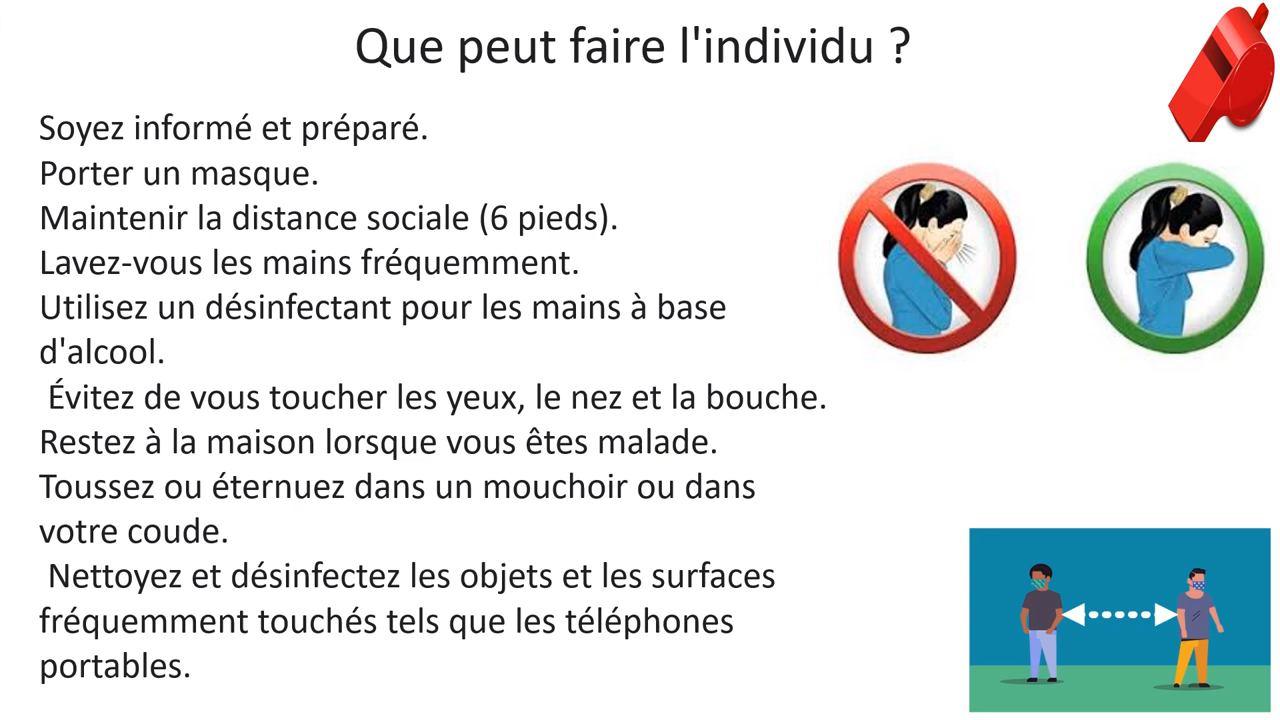 Que peut faire l'individu ?
Soyez informé et préparé.
Porter un masque.
Maintenir la distance sociale (6 pieds).
Lavez-vous les mains fréquemment.
Utilisez un désinfectant pour les mains à base
d'alcool.
Évitez de vous toucher les yeux, le nez et la bouche.
Restez à la maison lorsque vous êtes malade.
Toussez ou éternuez dans un mouchoir ou dans
votre coude.
Nettoyez et désinfectez les objets et les surfaces
fréquemment touchés tels que les téléphones
portables.